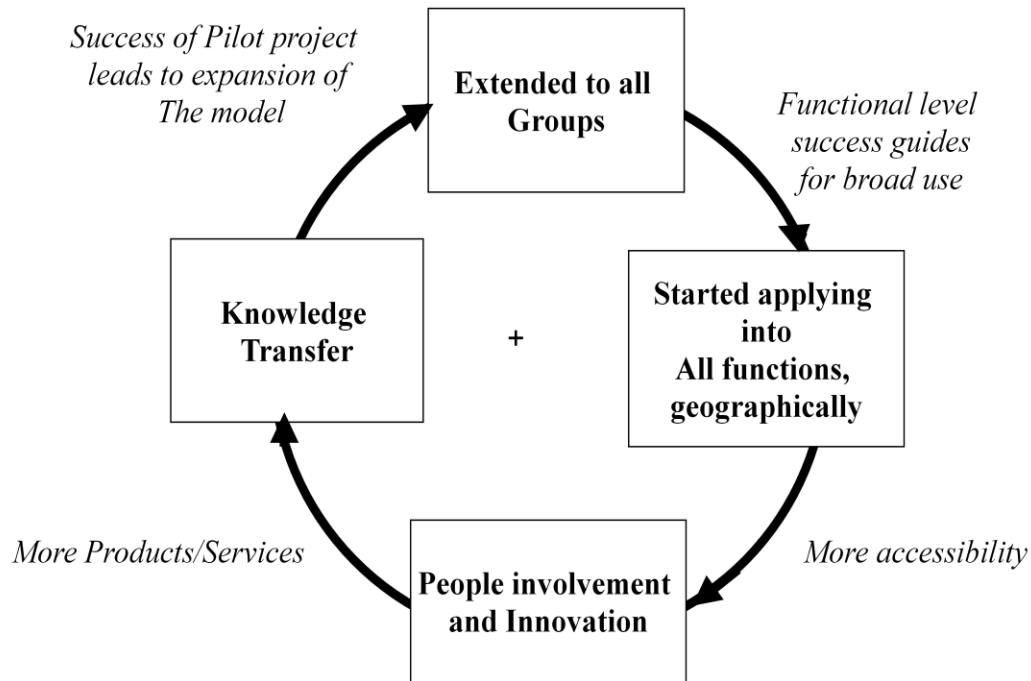 Success of Pilot project
leads to expansion of
The model
Extended to all
Groups
Functional level
success guides
for broad use
Knowledge
Transfer
+
Started applying
into
All functions,
geographically
More Products/Services
People involvement
and Innovation
More accessibility